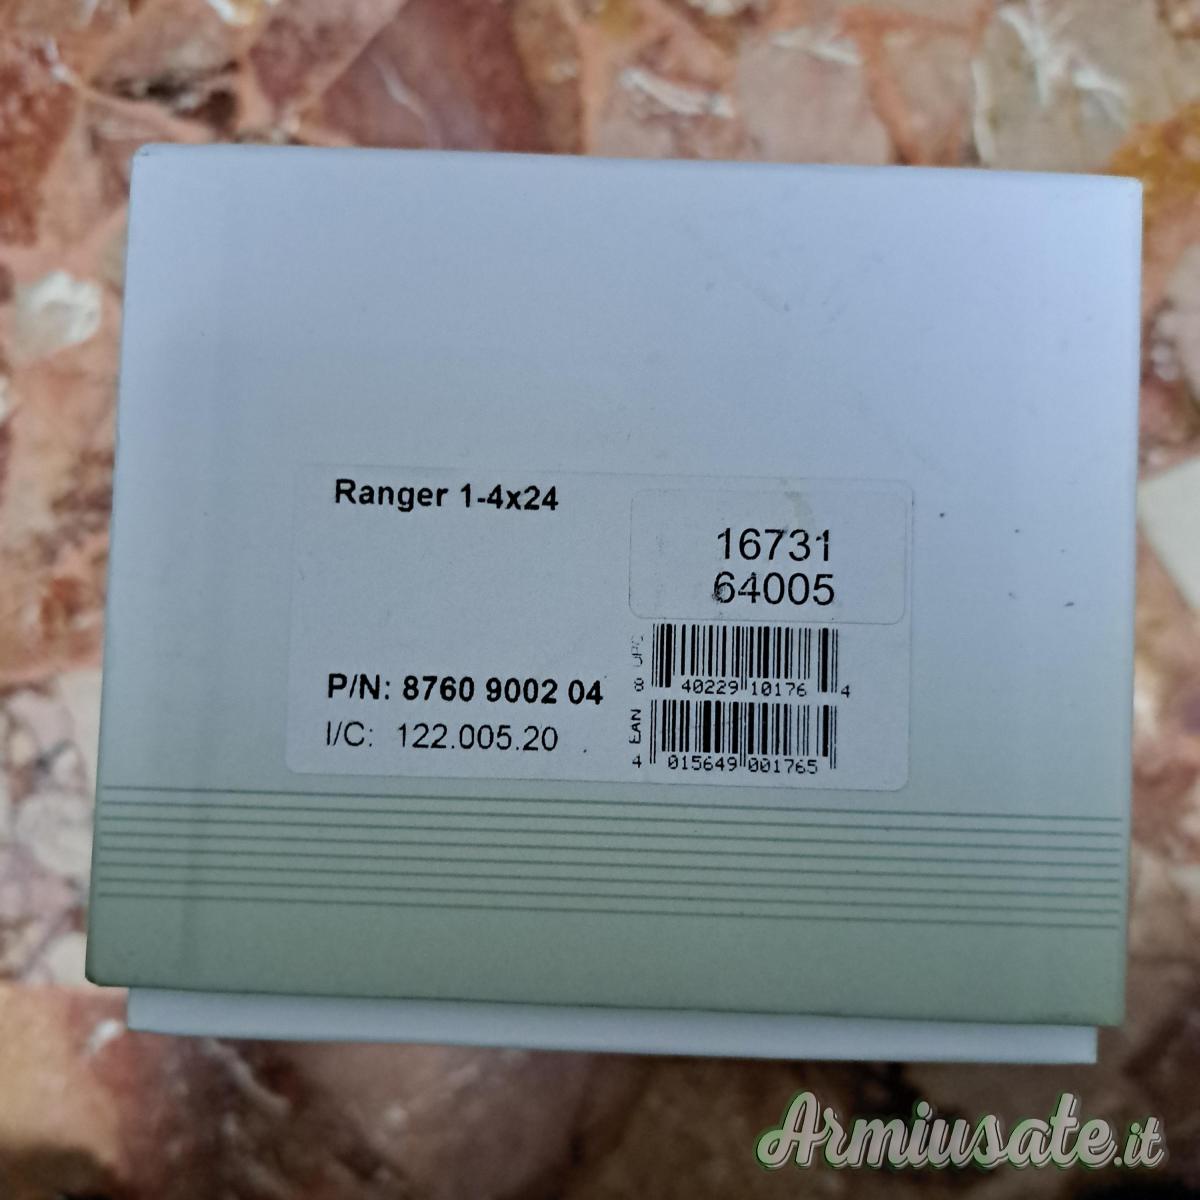 Ranger 1-4x24
16731
64005
P/N: 8760 9002 04
I/C: 122.005.20
UPC
8 40229 10176 4
EAN
4 015649 001765
Armiusate.it